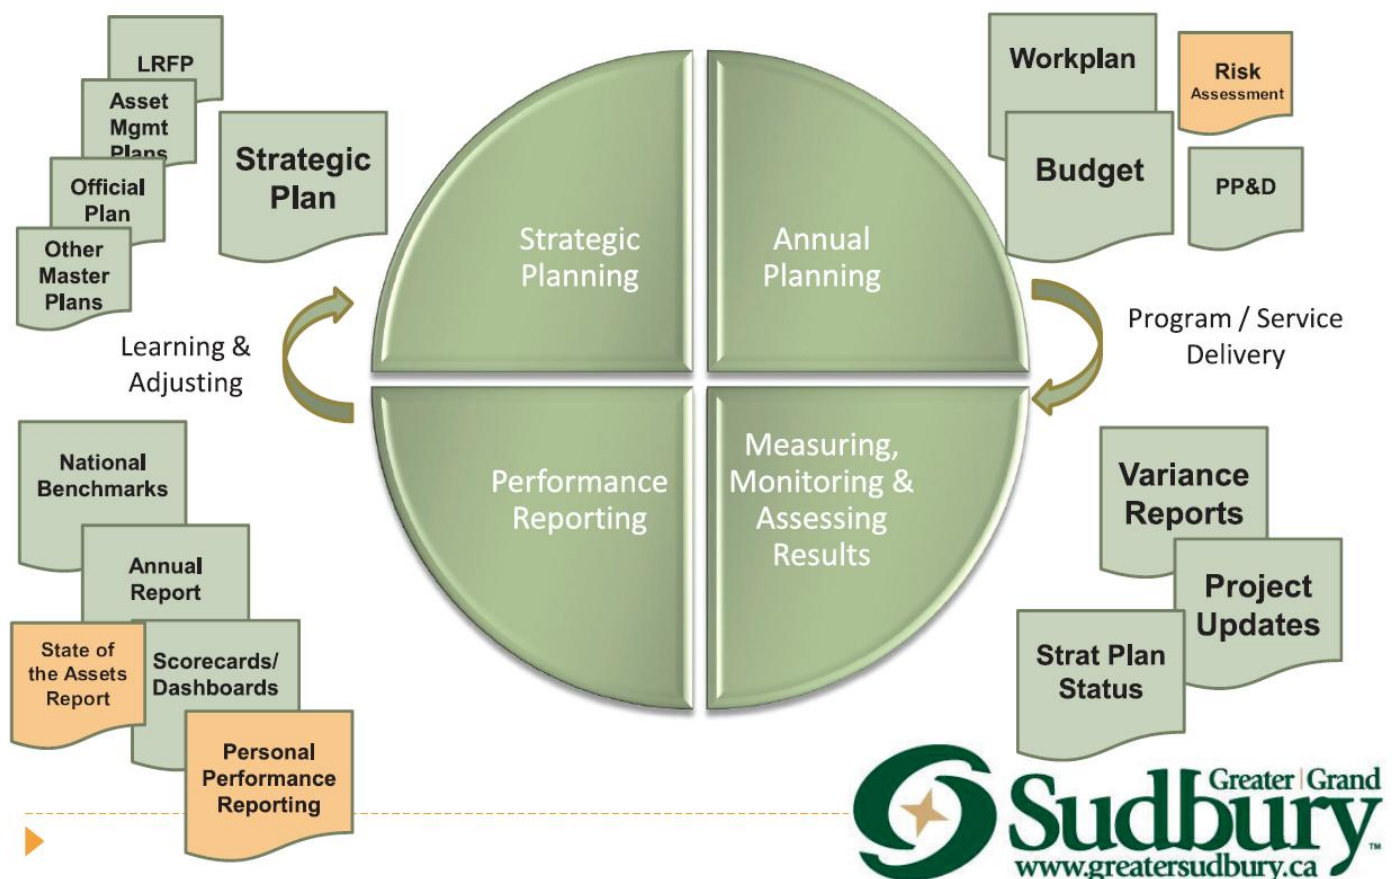 LRFP
Asset
Mgmt
Plans
Official
Plan
Other
Master
Plans
Strategic
Plan
Learning &
Adjusting
Strategic
Planning
Annual
Planning
Workplan
Risk
Assessment
Budget
PP&D
Program / Service
Delivery
Performance
Reporting
Measuring,
Monitoring &
Assessing
Results
National
Benchmarks
Annual
Report
State of
the Assets
Report
Scorecards/
Dashboards
Personal
Performance
Reporting
Variance
Reports
Project
Updates
Strat Plan
Status
Greater | Grand
Sudbury
TM
www.greatersudbury.ca